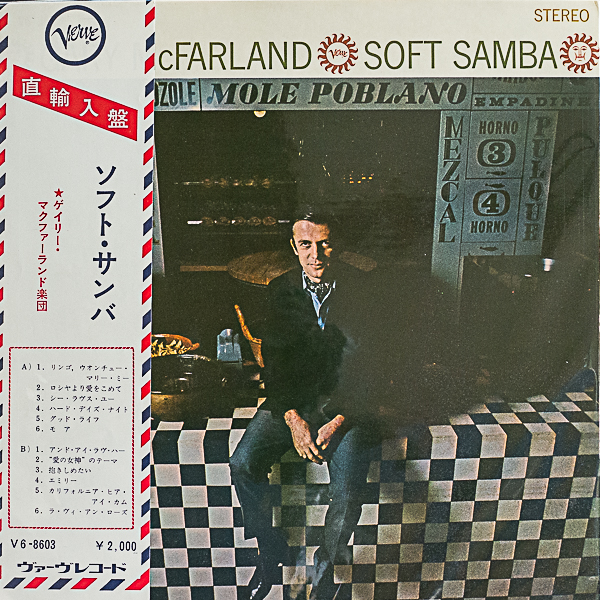 Verve
直輸入盤
ソフト・サンバ
★ゲイリー・
マクファーランド楽団
A) 1. リンゴ, ウオンチュー・
マリー・ミー
2. ロシヤより愛をこめて
3. シー・ラヴス・ユー
4. ハード・デイズ・ナイト
5. グッド・ライフ
6. モア
B) 1. アンド・アイ・ラヴ・ハー
2. “愛の女神”のテーマ
3. 抱きしめたい
4. エミリー
5. カリフォルニア・ヒア・
アイ・カム
6. ラ・ヴィ・アン・ローズ
V6-8603 ¥2,000
ヴァーヴレコード
STEREO
cFARLAND Verve SOFT SAMBA
OZOLE MOLE POBLANO EMPADINE
MEZCAL
HORNO
3
4
HORNO
PULQUE